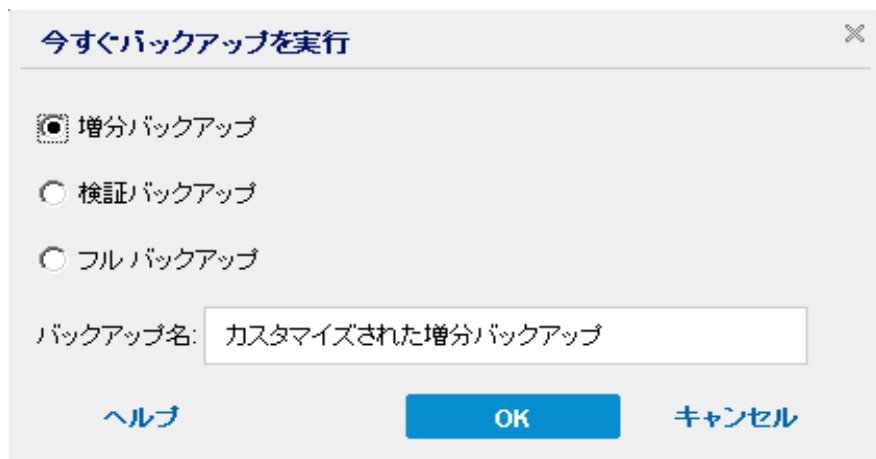 今すぐバックアップを実行
増分バックアップ
検証バックアップ
フル バックアップ
バックアップ名: カスタマイズされた増分バックアップ
ヘルプ OK キャンセル